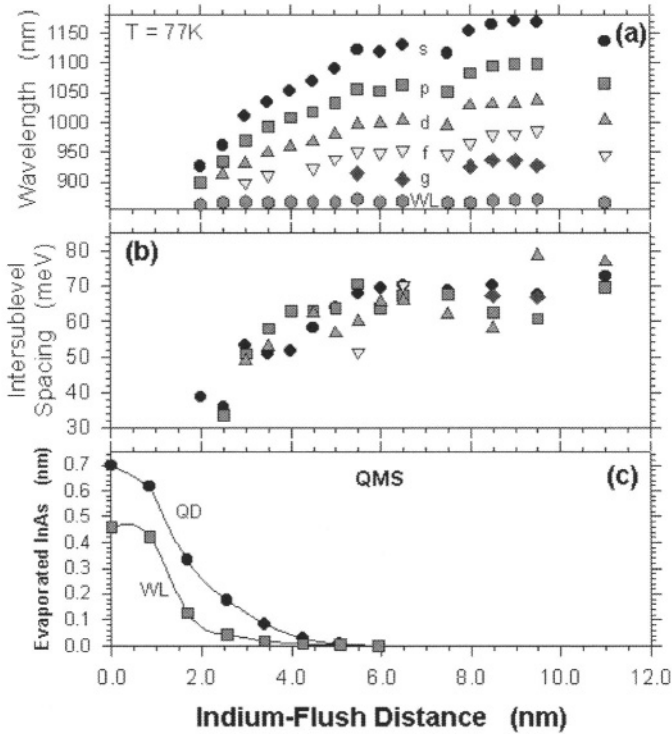 T = 77K
(a)
Wavelength (nm)
1150
1100
1050
1000
950
900
s
p
d
f
g
WL
(b)
Intersublevel
Spacing (meV)
80
70
60
50
40
30
QMS
(c)
Evaporated InAs (nm)
0.7
0.6
0.5
0.4
0.3
0.2
0.1
0.0
QD
WL
0.0 2.0 4.0 6.0 8.0 10.0 12.0
Indium-Flush Distance (nm)